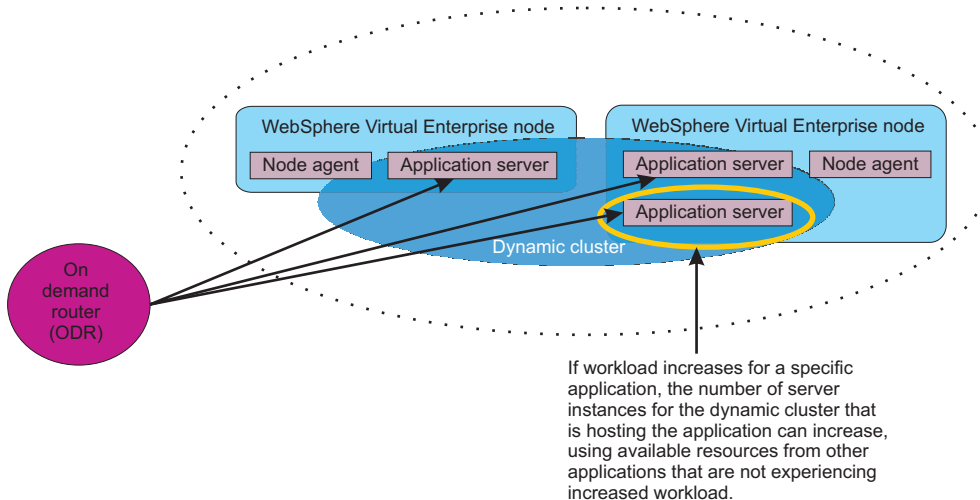 WebSphere Virtual Enterprise node
WebSphere Virtual Enterprise node
Node agent
Application server
Application server
Node agent
Application server
Dynamic cluster
On
demand
router
(ODR)
If workload increases for a specific
application, the number of server
instances for the dynamic cluster that
is hosting the application can increase,
using available resources from other
applications that are not experiencing
increased workload.